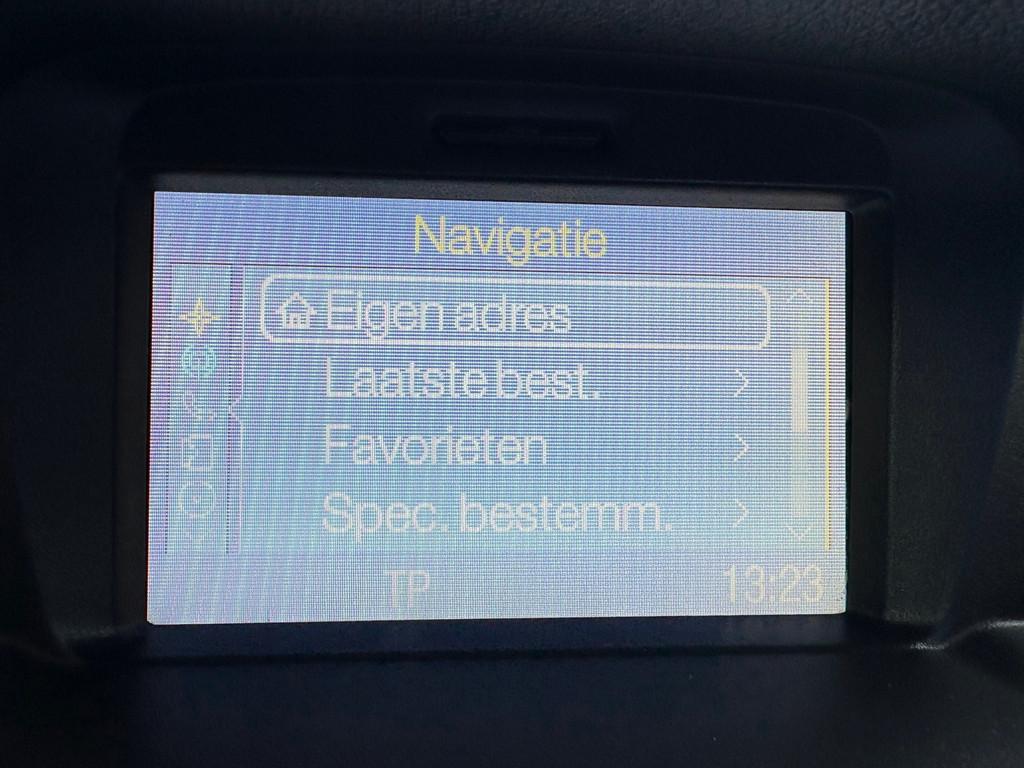 Navigatie
Eigen adres
Laatste best.
Favorieten
Spec. bestemm.
TP 13:23